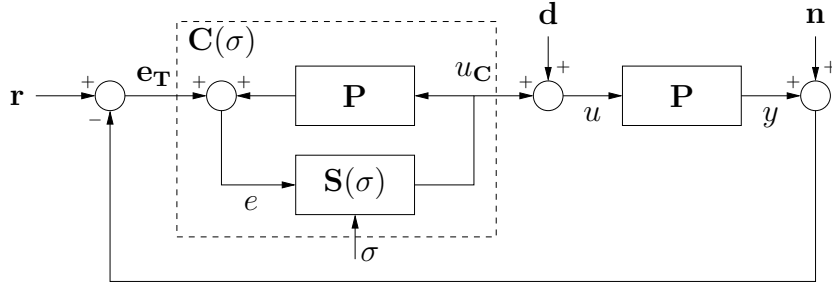 d
n
C(σ)
+
+
r
+
e_T
+
+
P
u_C
+
u
P
y
+
−
e
S(σ)
σ